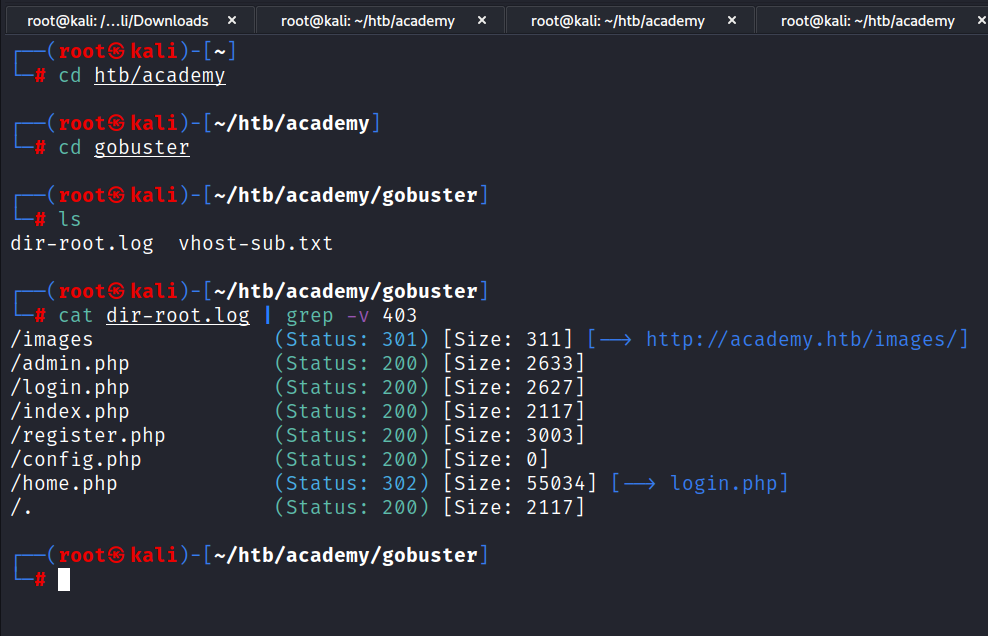 root@kali: /…li/Downloads × root@kali: ~/htb/academy × root@kali: ~/htb/academy × root@kali: ~/htb/academy ×
┌──(root㉿kali)-[~]
└─# cd htb/academy
┌──(root㉿kali)-[~/htb/academy]
└─# cd gobuster
┌──(root㉿kali)-[~/htb/academy/gobuster]
└─# ls
dir-root.log  vhost-sub.txt
┌──(root㉿kali)-[~/htb/academy/gobuster]
└─# cat dir-root.log | grep -v 403
/images               (Status: 301) [Size: 311] [--> http://academy.htb/images/]
/admin.php            (Status: 200) [Size: 2633]
/login.php            (Status: 200) [Size: 2627]
/index.php            (Status: 200) [Size: 2117]
/register.php         (Status: 200) [Size: 3003]
/config.php           (Status: 200) [Size: 0]
/home.php             (Status: 302) [Size: 55034] [--> login.php]
/.                    (Status: 200) [Size: 2117]
┌──(root㉿kali)-[~/htb/academy/gobuster]
└─#